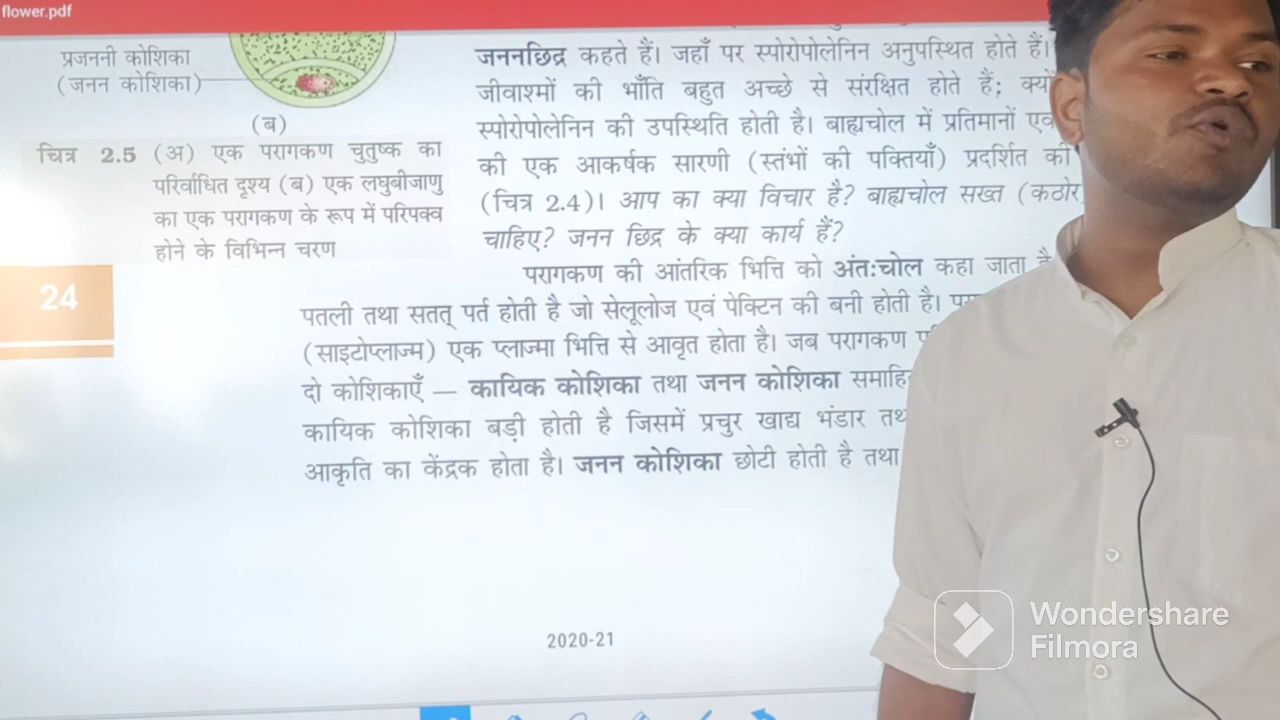 flower.pdf
प्रजननी कोशिका
(जनन कोशिका)
(ब)
चित्र 2.5 (अ) एक परागकण चुतुष्क का
परिर्वाधित दृश्य (ब) एक लघुबीजाणु
का एक परागकण के रूप में परिपक्व
होने के विभिन्न चरण
24
जननछिद्र कहते हैं। जहाँ पर स्पोरोपोलेनिन अनुपस्थित होते हैं।
जीवाश्मों की भाँति बहुत अच्छे से संरक्षित होते हैं; क्यों
स्पोरोपोलेनिन की उपस्थिति होती है। बाह्यचोल में प्रतिमानों एव
की एक आकर्षक सारणी (स्तंभों की पक्तियाँ) प्रदर्शित की
(चित्र 2.4)। आप का क्या विचार है? बाह्यचोल सख्त (कठोर
चाहिए? जनन छिद्र के क्या कार्य हैं?
परागकण की आंतरिक भित्ति को अंतःचोल कहा जाता है
पतली तथा सतत् पर्त होती है जो सेलूलोज एवं पेक्टिन की बनी होती है।
(साइटोप्लाज्म) एक प्लाज्मा भित्ति से आवृत होता है। जब परागकण
दो कोशिकाएँ — कायिक कोशिका तथा जनन कोशिका समाहि
कायिक कोशिका बड़ी होती है जिसमें प्रचुर खाद्य भंडार तथ
आकृति का केंद्रक होता है। जनन कोशिका छोटी होती है तथा
2020-21
Wondershare
Filmora